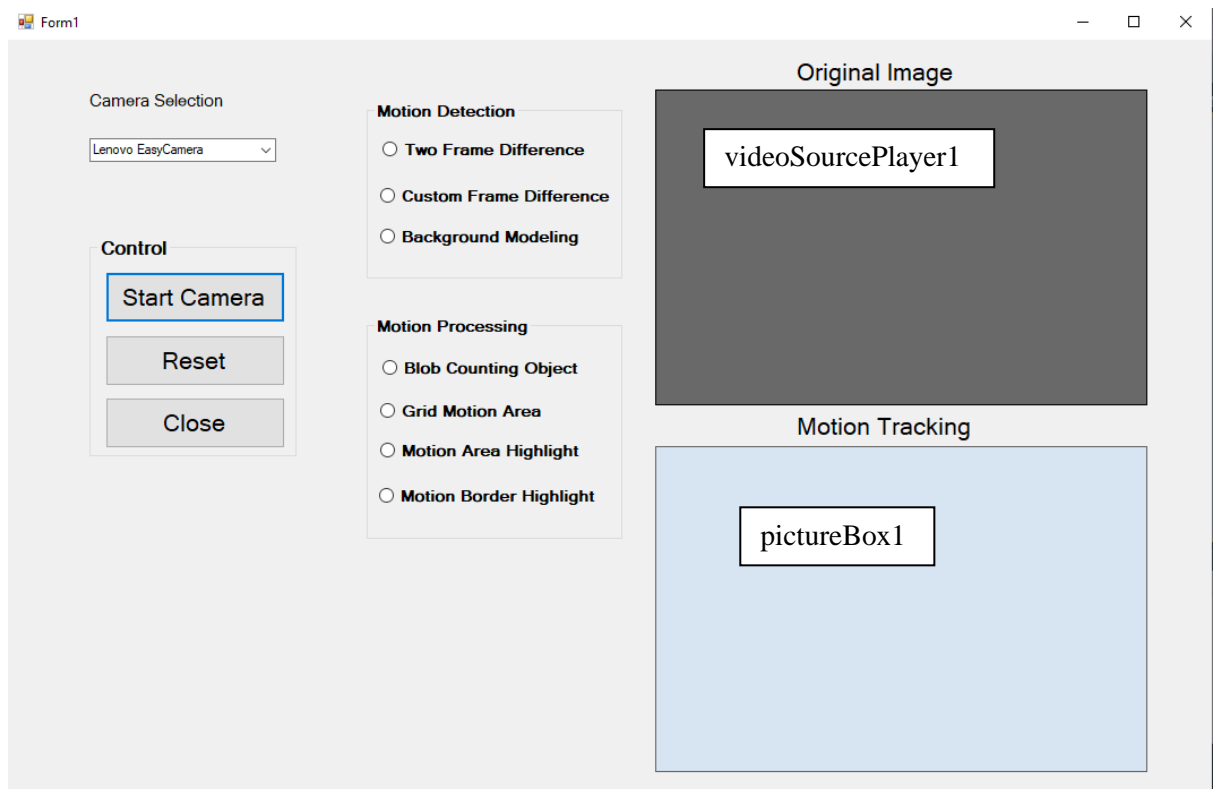 Form1
Camera Selection
Lenovo EasyCamera
Control
Start Camera
Reset
Close
Motion Detection
Two Frame Difference
Custom Frame Difference
Background Modeling
Motion Processing
Blob Counting Object
Grid Motion Area
Motion Area Highlight
Motion Border Highlight
Original Image
videoSourcePlayer1
Motion Tracking
pictureBox1